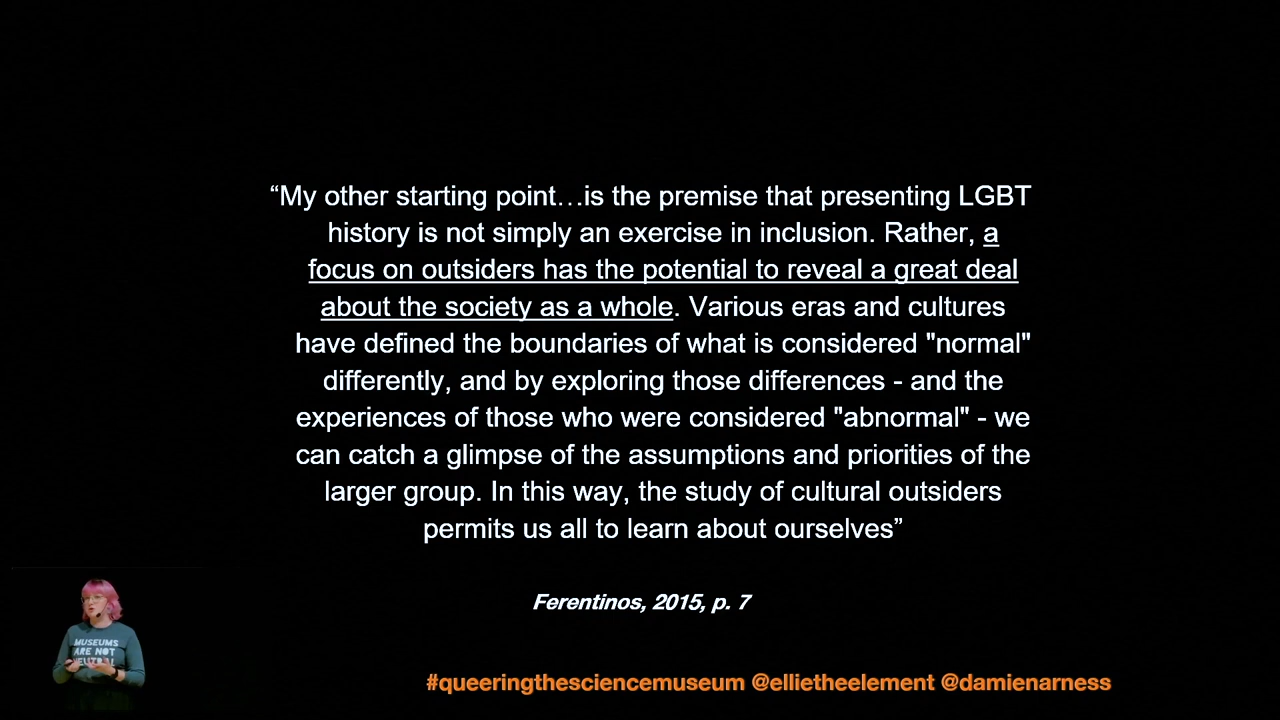 “My other starting point…is the premise that presenting LGBT
history is not simply an exercise in inclusion. Rather, a
focus on outsiders has the potential to reveal a great deal
about the society as a whole. Various eras and cultures
have defined the boundaries of what is considered "normal"
differently, and by exploring those differences - and the
experiences of those who were considered "abnormal" - we
can catch a glimpse of the assumptions and priorities of the
larger group. In this way, the study of cultural outsiders
permits us all to learn about ourselves”
Ferentinos, 2015, p. 7
MUSEUMS
ARE NOT
NEUTRAL
#queeringthesciencemuseum @ellietheelement @damienarness